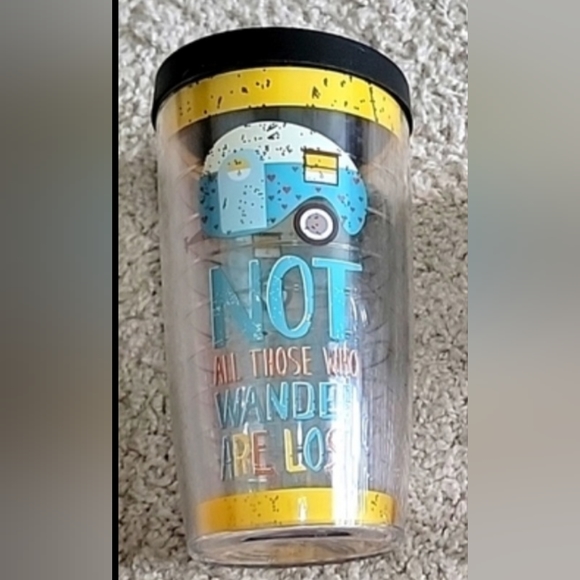 NOT
ALL THOSE WHO
WANDER
ARE LOST